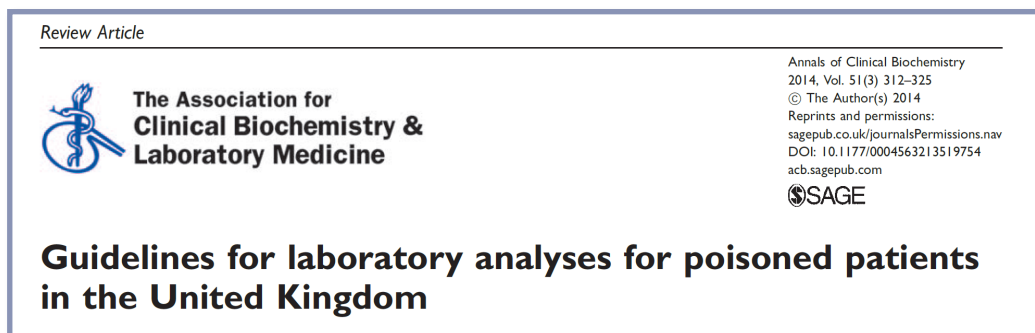 Review Article
The Association for
Clinical Biochemistry &
Laboratory Medicine
Annals of Clinical Biochemistry
2014, Vol. 51(3) 312–325
© The Author(s) 2014
Reprints and permissions:
sagepub.co.uk/journalsPermissions.nav
DOI: 10.1177/0004563213519754
acb.sagepub.com
SAGE
Guidelines for laboratory analyses for poisoned patients
in the United Kingdom